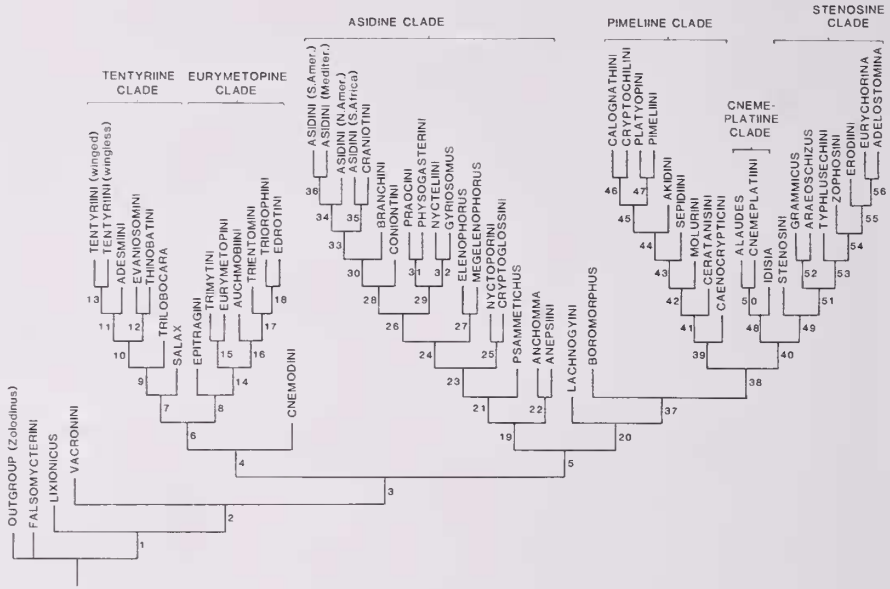 ASIDINE CLADE
PIMELIINE CLADE
STENOSINE
CLADE
TENTYRIINE
CLADE
EURYMETOPINE
CLADE
CNEME-
PLATIINE
CLADE
OUTGROUP (Zolodinus)
FALSOMYCTERINI
LIXIONICUS
VACRONINI
TENTYRIINI (winged)
TENTYRIINI (wingless)
ADESMIINI
EVANIOSOMINI
THINOBATINI
TRILOBOCARA
SALAX
EPITRAGINI
TRIMYTINI
EURYMETOPINI
AUCHMOBIINI
TRIENTOMINI
TRIOROPHINI
EDROTINI
CNEMODINI
ASIDINI (S.Amer.)
ASIDINI (Mediter.)
ASIDINI (N.Amer.)
ASIDINI (S.Africa)
CRANIOTINI
BRANCHINI
CONIONTINI
PRAOCINI
PHYSOGASTERINI
NYCTELIINI
GYRIOSOMUS
ELENOPHORUS
MEGELENOPHORUS
NYCTOPORINI
CRYPTOGLOSSINI
PSAMMETICHUS
ANCHOMMA
ANEPSIINI
LACHNOGYINI
BOROMORPHUS
CALOGNATHINI
CRYPTOCHILINI
PLATYOPINI
PIMELIINI
AKIDINI
SEPIDIINI
MOLURINI
CERATANISINI
CAENOCRYPTICINI
ALAUDES
CNEMEPLATIINI
IDISIA
STENOSINI
GRAMMICUS
ARAEOSCHIZUS
TYPHLUSECHINI
ZOPHOSINI
ERODIINI
EURYCHORINA
ADELOSTOMINA
36
34
35
33
30
31
32
28
29
26
27
24
25
23
21
22
19
13
11
12
10
9
7
18
17
15
16
14
8
6
4
5
3
2
1
46
47
45
44
43
42
41
39
50
48
56
55
54
52
53
51
49
40
38
37
20